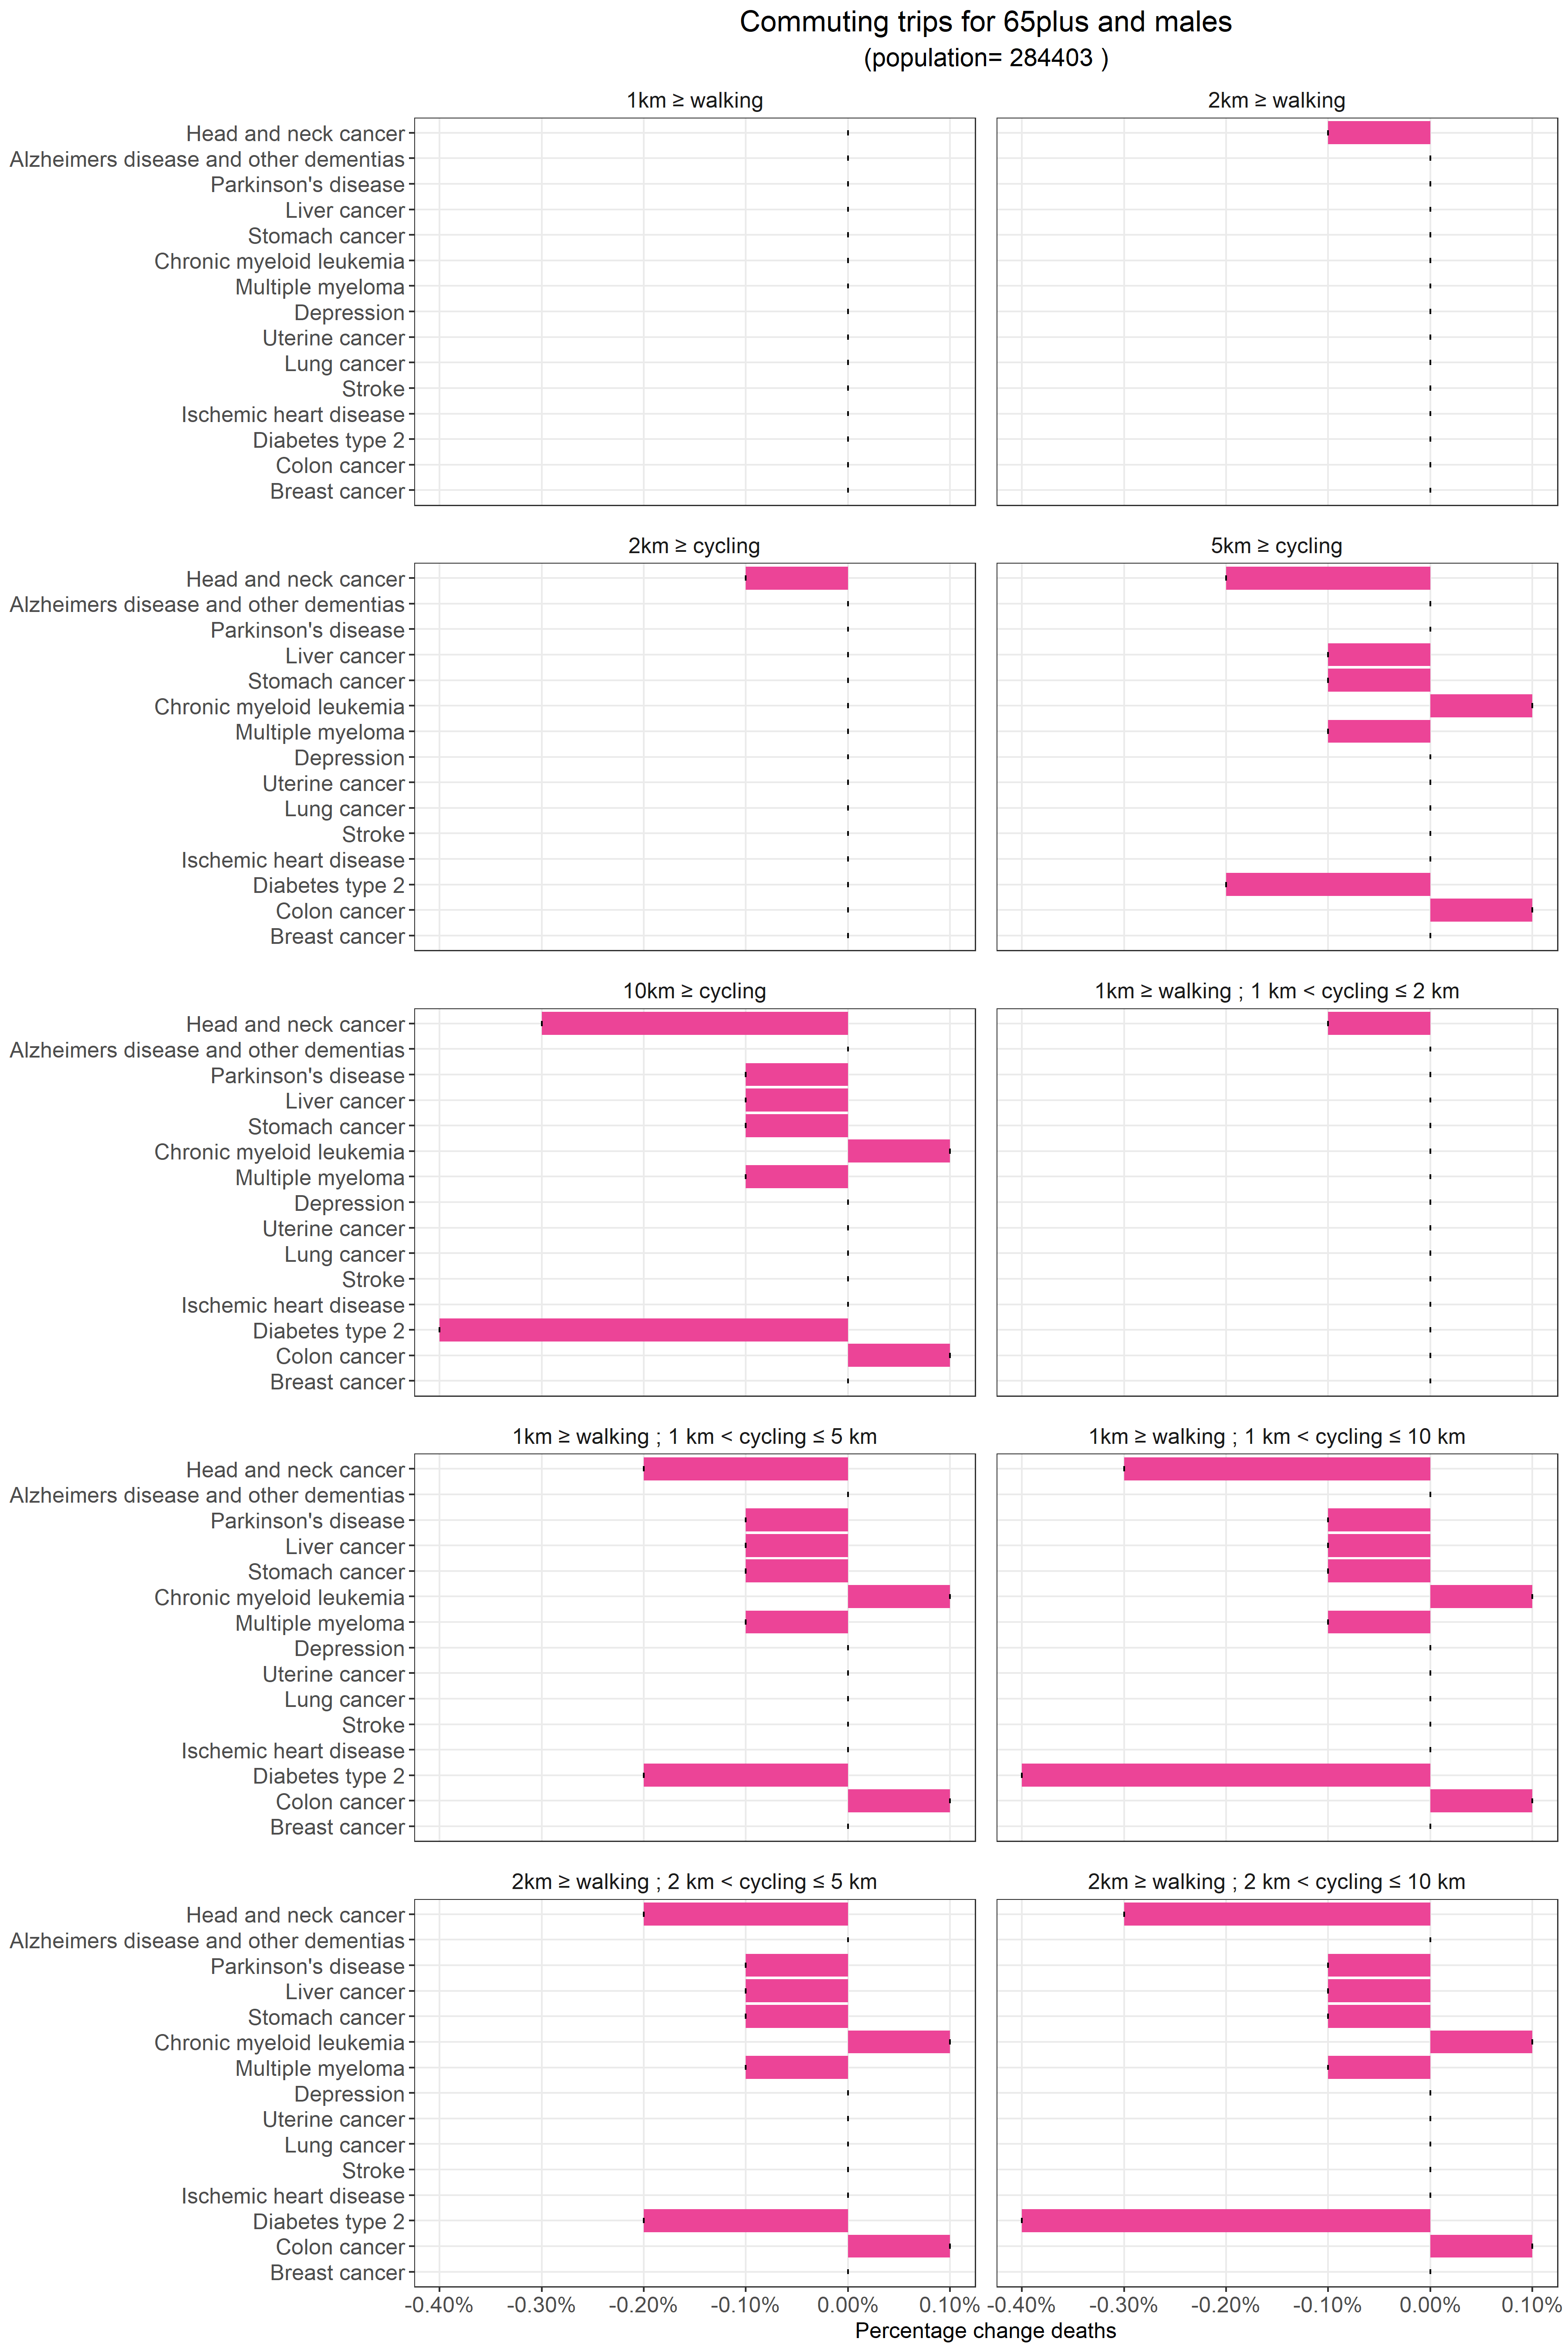 Commuting trips for 65plus and males
(population= 284403 )
1km ≥ walking
2km ≥ walking
Head and neck cancer
Alzheimers disease and other dementias
Parkinson's disease
Liver cancer
Stomach cancer
Chronic myeloid leukemia
Multiple myeloma
Depression
Uterine cancer
Lung cancer
Stroke
Ischemic heart disease
Diabetes type 2
Colon cancer
Breast cancer
2km ≥ cycling
5km ≥ cycling
Head and neck cancer
Alzheimers disease and other dementias
Parkinson's disease
Liver cancer
Stomach cancer
Chronic myeloid leukemia
Multiple myeloma
Depression
Uterine cancer
Lung cancer
Stroke
Ischemic heart disease
Diabetes type 2
Colon cancer
Breast cancer
10km ≥ cycling
1km ≥ walking ; 1 km < cycling ≤ 2 km
Head and neck cancer
Alzheimers disease and other dementias
Parkinson's disease
Liver cancer
Stomach cancer
Chronic myeloid leukemia
Multiple myeloma
Depression
Uterine cancer
Lung cancer
Stroke
Ischemic heart disease
Diabetes type 2
Colon cancer
Breast cancer
1km ≥ walking ; 1 km < cycling ≤ 5 km
1km ≥ walking ; 1 km < cycling ≤ 10 km
Head and neck cancer
Alzheimers disease and other dementias
Parkinson's disease
Liver cancer
Stomach cancer
Chronic myeloid leukemia
Multiple myeloma
Depression
Uterine cancer
Lung cancer
Stroke
Ischemic heart disease
Diabetes type 2
Colon cancer
Breast cancer
2km ≥ walking ; 2 km < cycling ≤ 5 km
2km ≥ walking ; 2 km < cycling ≤ 10 km
Head and neck cancer
Alzheimers disease and other dementias
Parkinson's disease
Liver cancer
Stomach cancer
Chronic myeloid leukemia
Multiple myeloma
Depression
Uterine cancer
Lung cancer
Stroke
Ischemic heart disease
Diabetes type 2
Colon cancer
Breast cancer
-0.40% -0.30% -0.20% -0.10% 0.00% 0.10% -0.40% -0.30% -0.20% -0.10% 0.00% 0.10%
Percentage change deaths